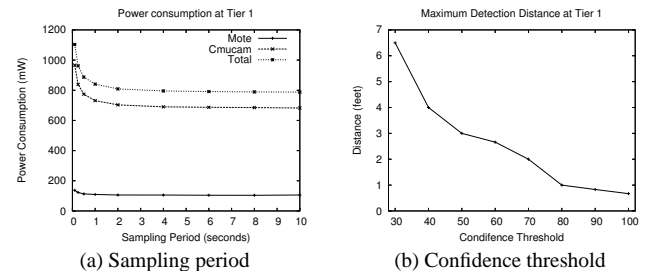 Power consumption at Tier 1
Mote
Cmucam
Total
Power Consumption (mW)
1200
1000
800
600
400
200
0
0 1 2 3 4 5 6 7 8 9 10
Sampling Period (seconds)
(a) Sampling period
Maximum Detection Distance at Tier 1
Distance (feet)
7
6
5
4
3
2
1
0
30 40 50 60 70 80 90 100
Condifence Threshold
(b) Confidence threshold